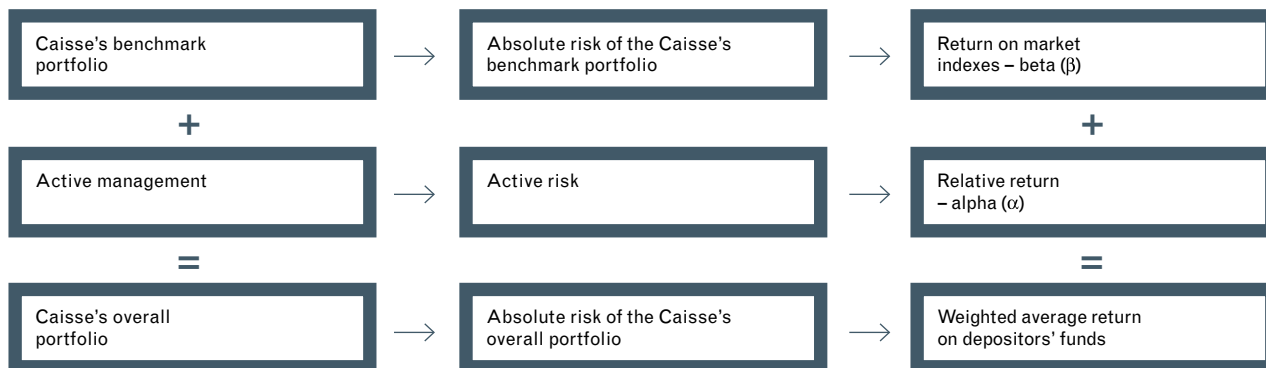 Caisse's benchmark
portfolio
Absolute risk of the Caisse's
benchmark portfolio
Return on market
indexes – beta (β)
+
+
Active management
Active risk
Relative return
– alpha (α)
=
=
Caisse's overall
portfolio
Absolute risk of the Caisse's
overall portfolio
Weighted average return
on depositors' funds